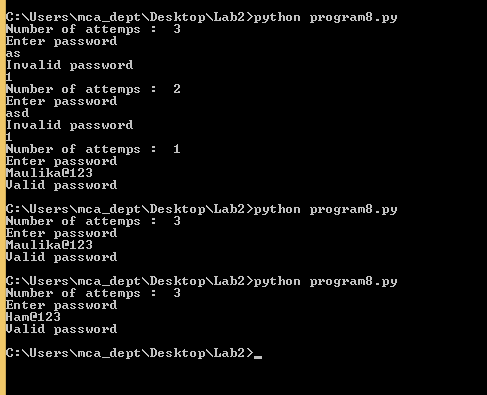 C:\Users\mca_dept\Desktop\Lab2>python program8.py
Number of attemps :  3
Enter password
as
Invalid password
1
Number of attemps :  2
Enter password
asd
Invalid password
1
Number of attemps :  1
Enter password
Maulika@123
Valid password
C:\Users\mca_dept\Desktop\Lab2>python program8.py
Number of attemps :  3
Enter password
Maulika@123
Valid password
C:\Users\mca_dept\Desktop\Lab2>python program8.py
Number of attemps :  3
Enter password
Ham@123
Valid password
C:\Users\mca_dept\Desktop\Lab2>_